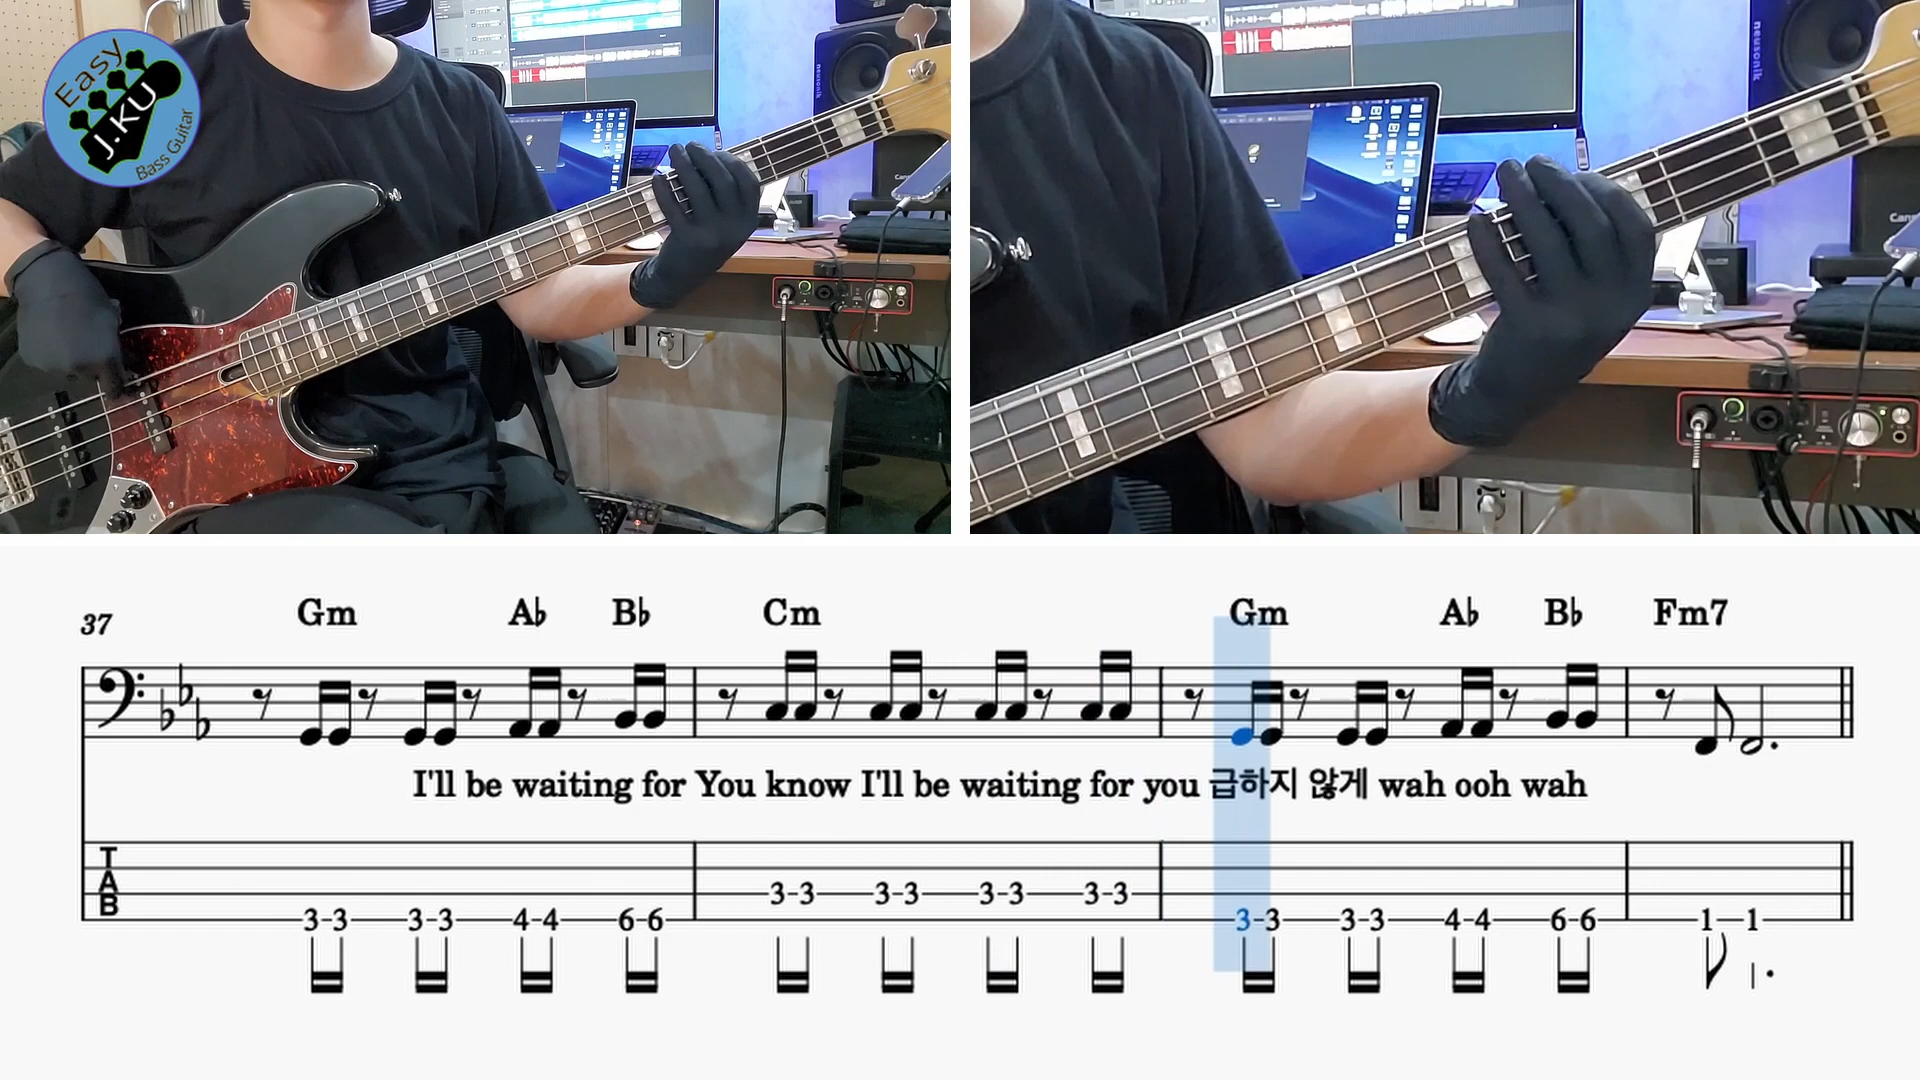 Easy
J.KU
Bass Guitar
neusonik
neusonik
37 Gm A♭ B♭ Cm Gm A♭ B♭ Fm7
I'll be waiting for You know I'll be waiting for you 급하지 않게 wah ooh wah
T
A
B
3-3 3-3 3-3 3-3
3-3 3-3 4-4 6-6 3-3 3-3 4-4 6-6 1 1